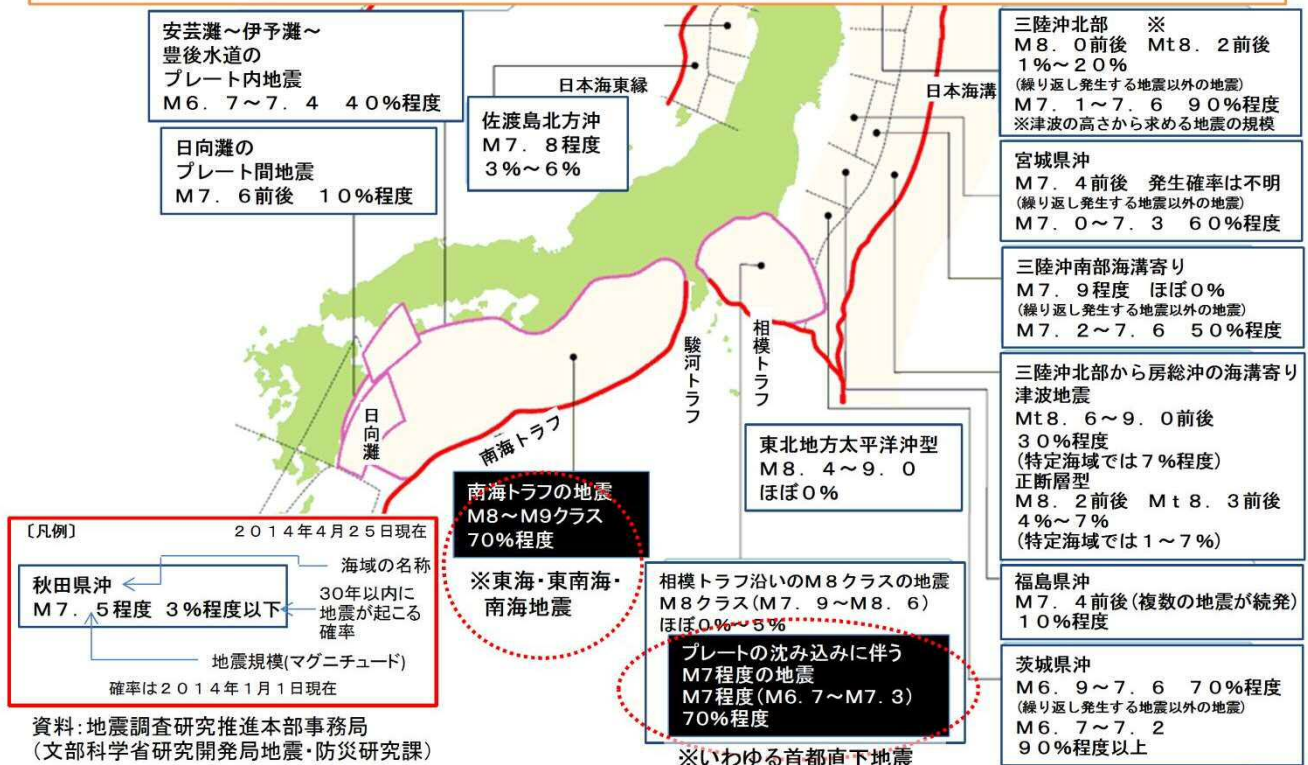 安芸灘～伊予灘～
豊後水道の
プレート内地震
M6．7～7．4　40%程度
日向灘の
プレート間地震
M7．6前後　10%程度
日本海東縁
佐渡島北方沖
M7．8程度
3%～6%
日本海溝
三陸沖北部　※
M8．0前後　Mt8．2前後
1%～20%
(繰り返し発生する地震以外の地震)
M7．1～7．6　90%程度
※津波の高さから求める地震の規模
宮城県沖
M7．4前後　発生確率は不明
(繰り返し発生する地震以外の地震)
M7．0～7．3　60%程度
三陸沖南部海溝寄り
M7．9程度　ほぼ0%
(繰り返し発生する地震以外の地震)
M7．2～7．6　50%程度
三陸沖北部から房総沖の海溝寄り
津波地震
Mt8．6～9．0前後
30%程度
(特定海域では7%程度)
正断層型
M8．2前後　Mt8．3前後
4%～7%
(特定海域では1～7%)
福島県沖
M7．4前後(複数の地震が続発)
10%程度
茨城県沖
M6．9～7．6　70%程度
(繰り返し発生する地震以外の地震)
M6．7～7．2
90%程度以上
駿河トラフ
相模トラフ
日向灘
南海トラフ
東北地方太平洋沖型
M8．4～9．0
ほぼ0%
南海トラフの地震
M8～M9クラス
70%程度
※東海・東南海・
南海地震
相模トラフ沿いのM8クラスの地震
M8クラス(M7．9～M8．6)
ほぼ0%～5%
プレートの沈み込みに伴う
M7程度の地震
M7程度(M6．7～M7．3)
70%程度
※いわゆる首都直下地震
〔凡例〕　2014年4月25日現在
海域の名称
秋田県沖
M7．5程度　3%程度以下
30年以内に
地震が起こる
確率
地震規模(マグニチュード)
確率は2014年1月1日現在
資料：地震調査研究推進本部事務局
（文部科学省研究開発局地震・防災研究課）